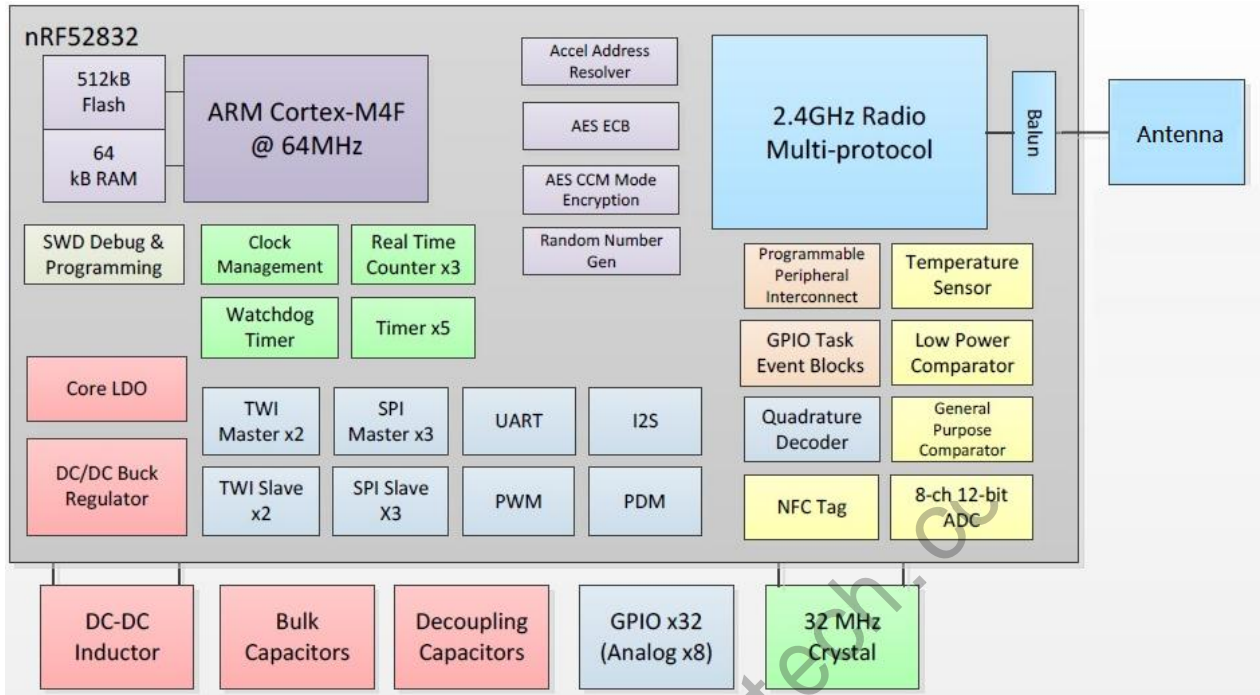 nRF52832
512kB
Flash
64
kB RAM
ARM Cortex-M4F
@ 64MHz
Accel Address
Resolver
AES ECB
AES CCM Mode
Encryption
Random Number
Gen
2.4GHz Radio
Multi-protocol
Balun
Antenna
SWD Debug &
Programming
Clock
Management
Real Time
Counter x3
Watchdog
Timer
Timer x5
Programmable
Peripheral
Interconnect
Temperature
Sensor
GPIO Task
Event Blocks
Low Power
Comparator
Core LDO
DC/DC Buck
Regulator
TWI
Master x2
SPI
Master x3
UART
I2S
Quadrature
Decoder
General
Purpose
Comparator
TWI Slave
x2
SPI Slave
X3
PWM
PDM
NFC Tag
8-ch 12-bit
ADC
DC-DC
Inductor
Bulk
Capacitors
Decoupling
Capacitors
GPIO x32
(Analog x8)
32 MHz
Crystal